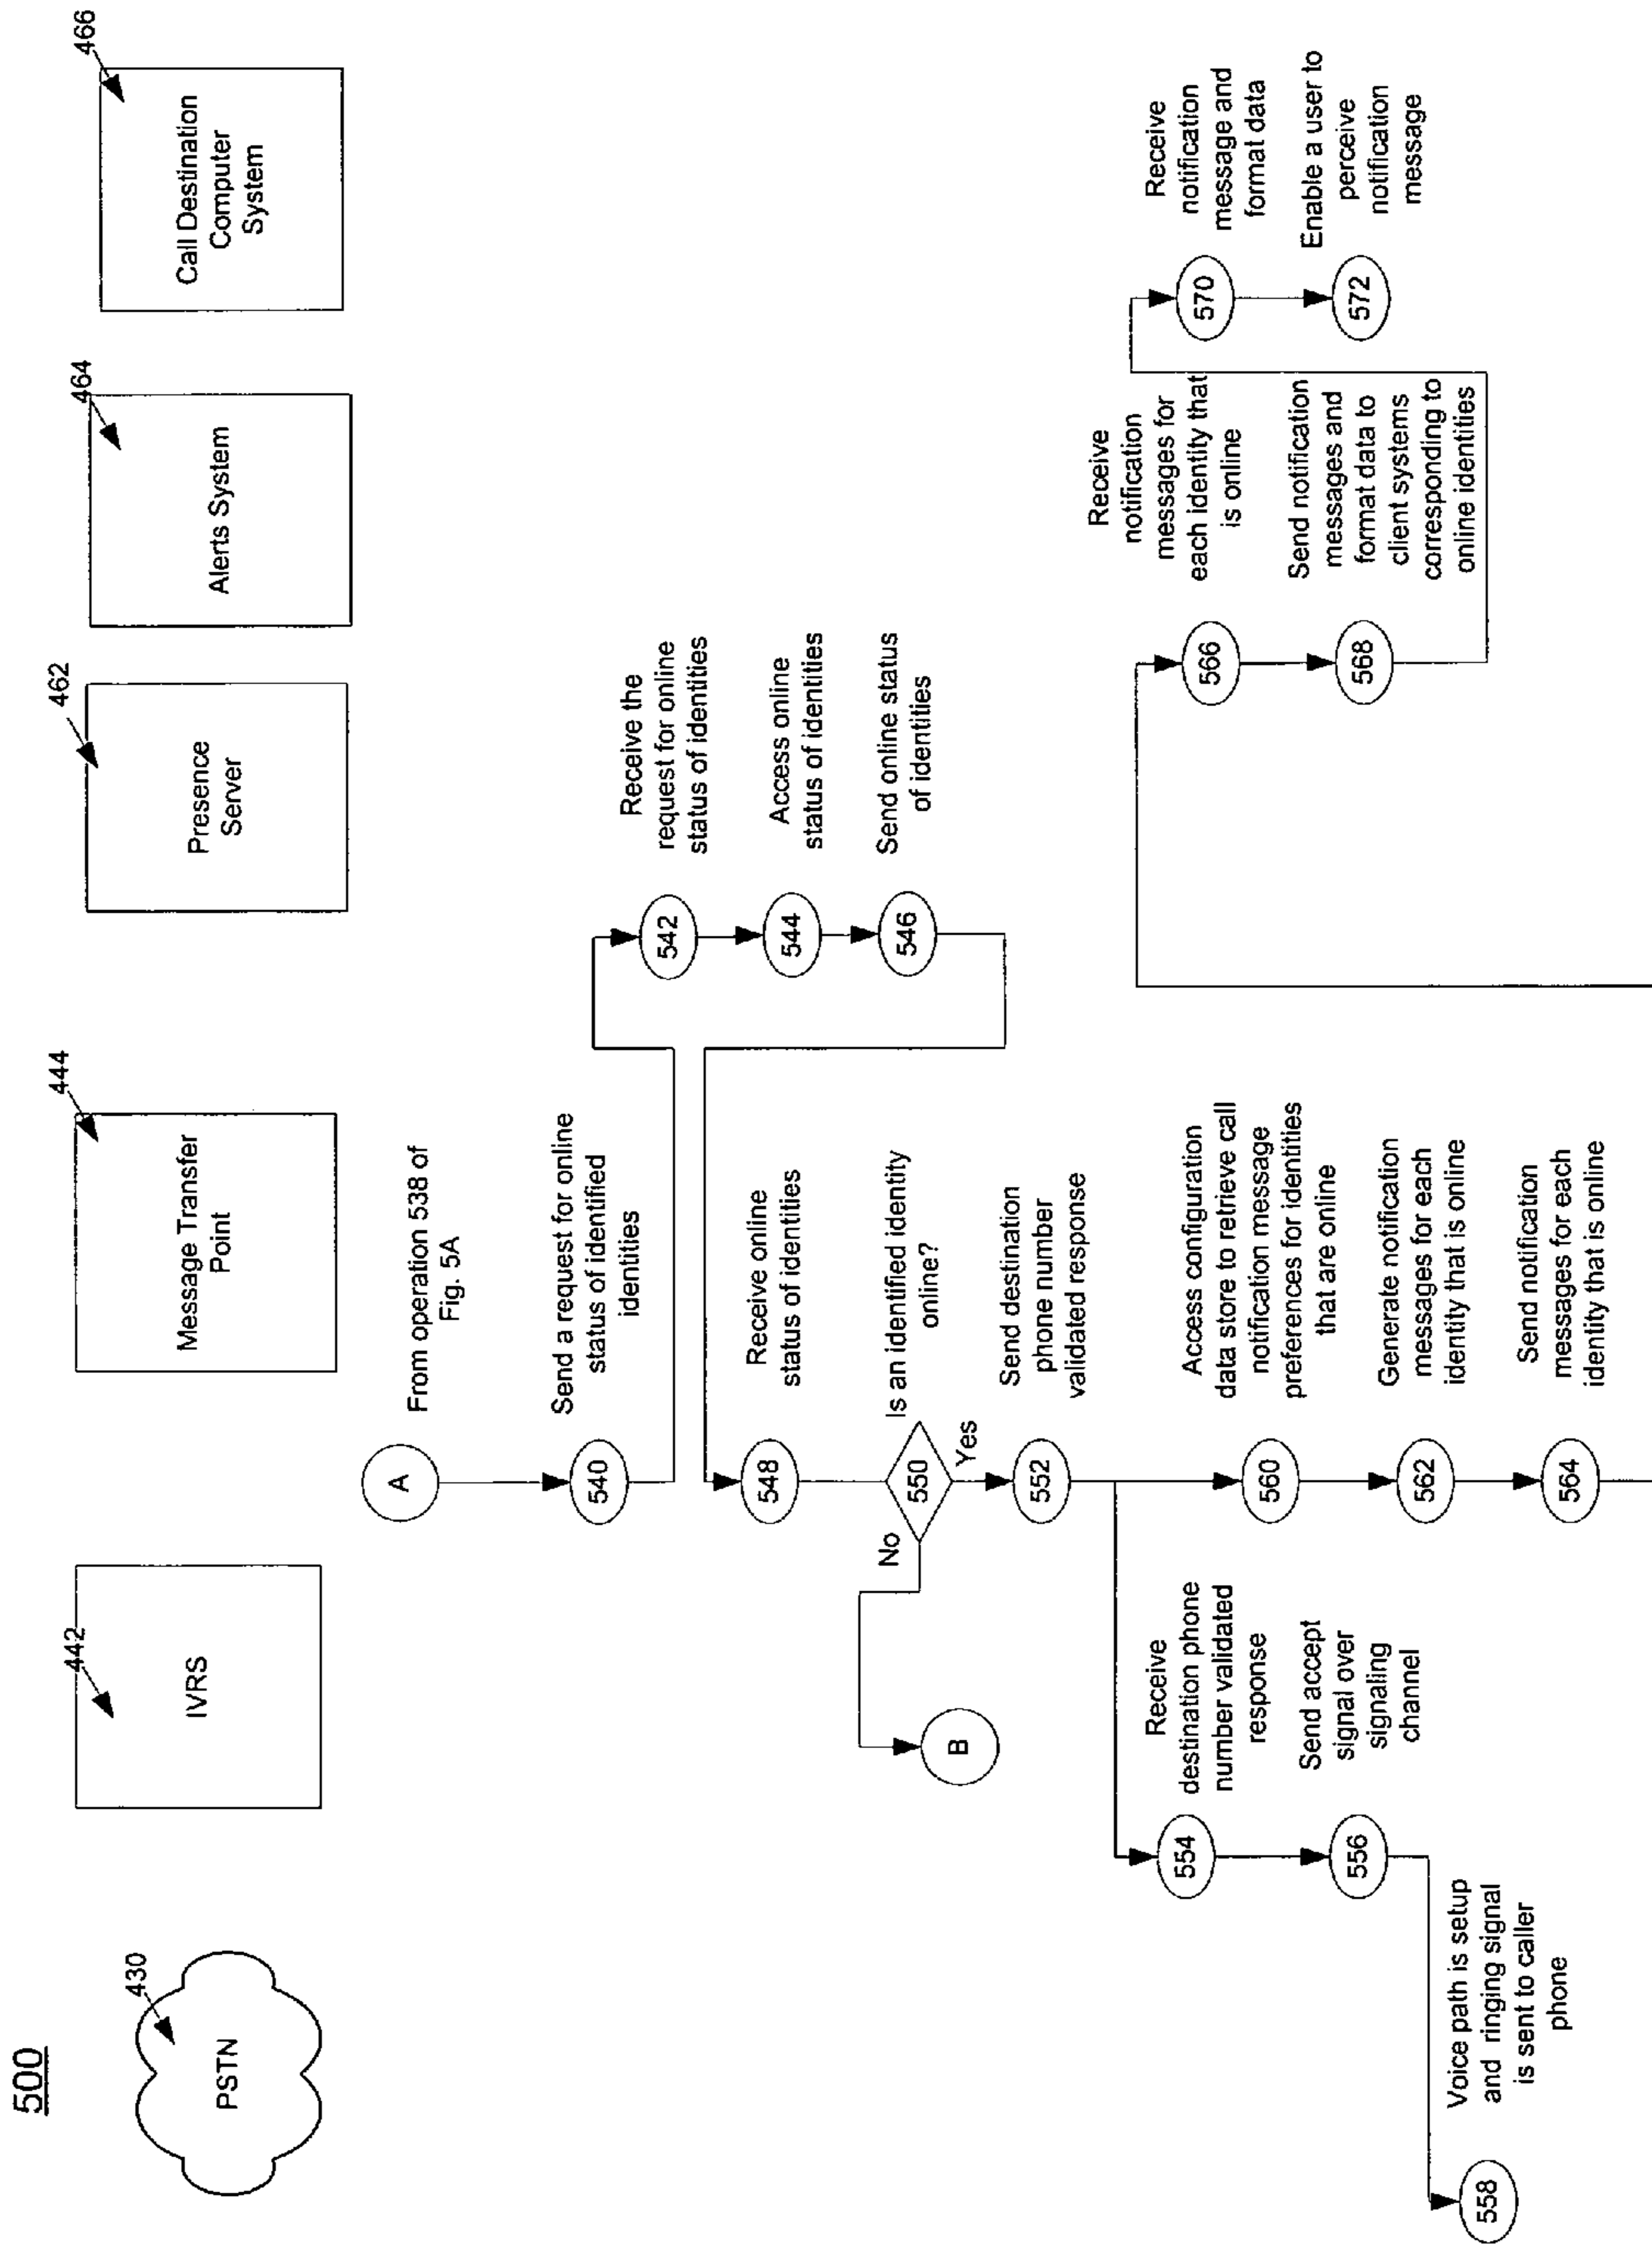 500
430
PSTN
442
IVRS
444
Message Transfer
Point
462
Presence
Server
464
Alerts System
466
Call Destination
Computer
System
From operation 538 of
Fig. 5A
A
Send a request for online
status of identified
identities
540
Receive the
request for online
status of identities
542
Access online
status of identities
544
Send online status
of identities
546
Receive online
status of identities
548
Is an identified identity
online?
550
No
Yes
B
Send destination
phone number
validated response
552
Receive
destination phone
number validated
response
554
Send accept
signal over
signaling
channel
556
Voice path is setup
and ringing signal
is sent to caller
phone
558
Access configuration
data store to retrieve call
notification message
preferences for identities
that are online
560
Generate notification
messages for each
identity that is online
562
Send notification
messages for each
identity that is online
564
Receive
notification
messages for
each identity that
is online
566
Send notification
messages and
format data to
client systems
corresponding to
online identities
568
Receive
notification
message and
format data
570
Enable a user to
perceive
notification
message
572